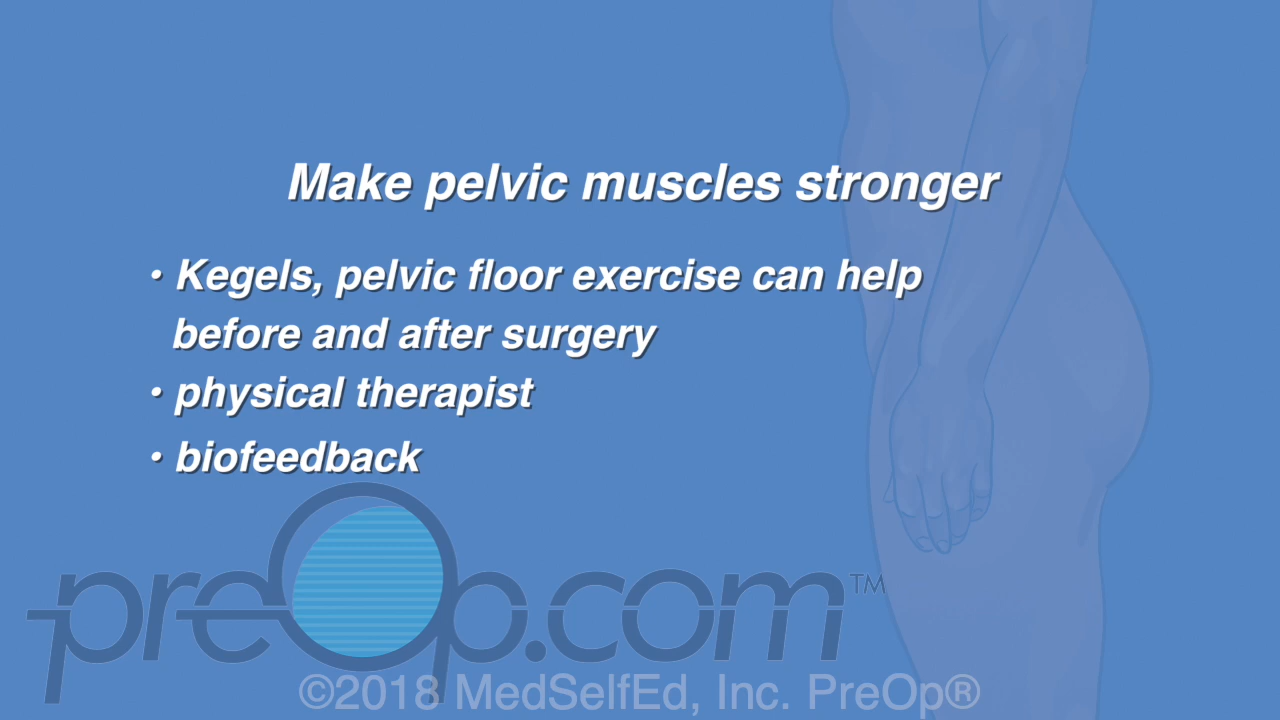 Make pelvic muscles stronger
• Kegels, pelvic floor exercise can help
before and after surgery
• physical therapist
• biofeedback
preOp.com™
©2018 MedSelfEd, Inc. PreOp®